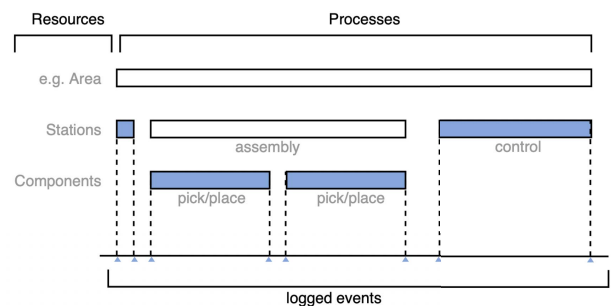 Resources Processes
e.g. Area
Stations
assembly control
Components
pick/place pick/place
logged events